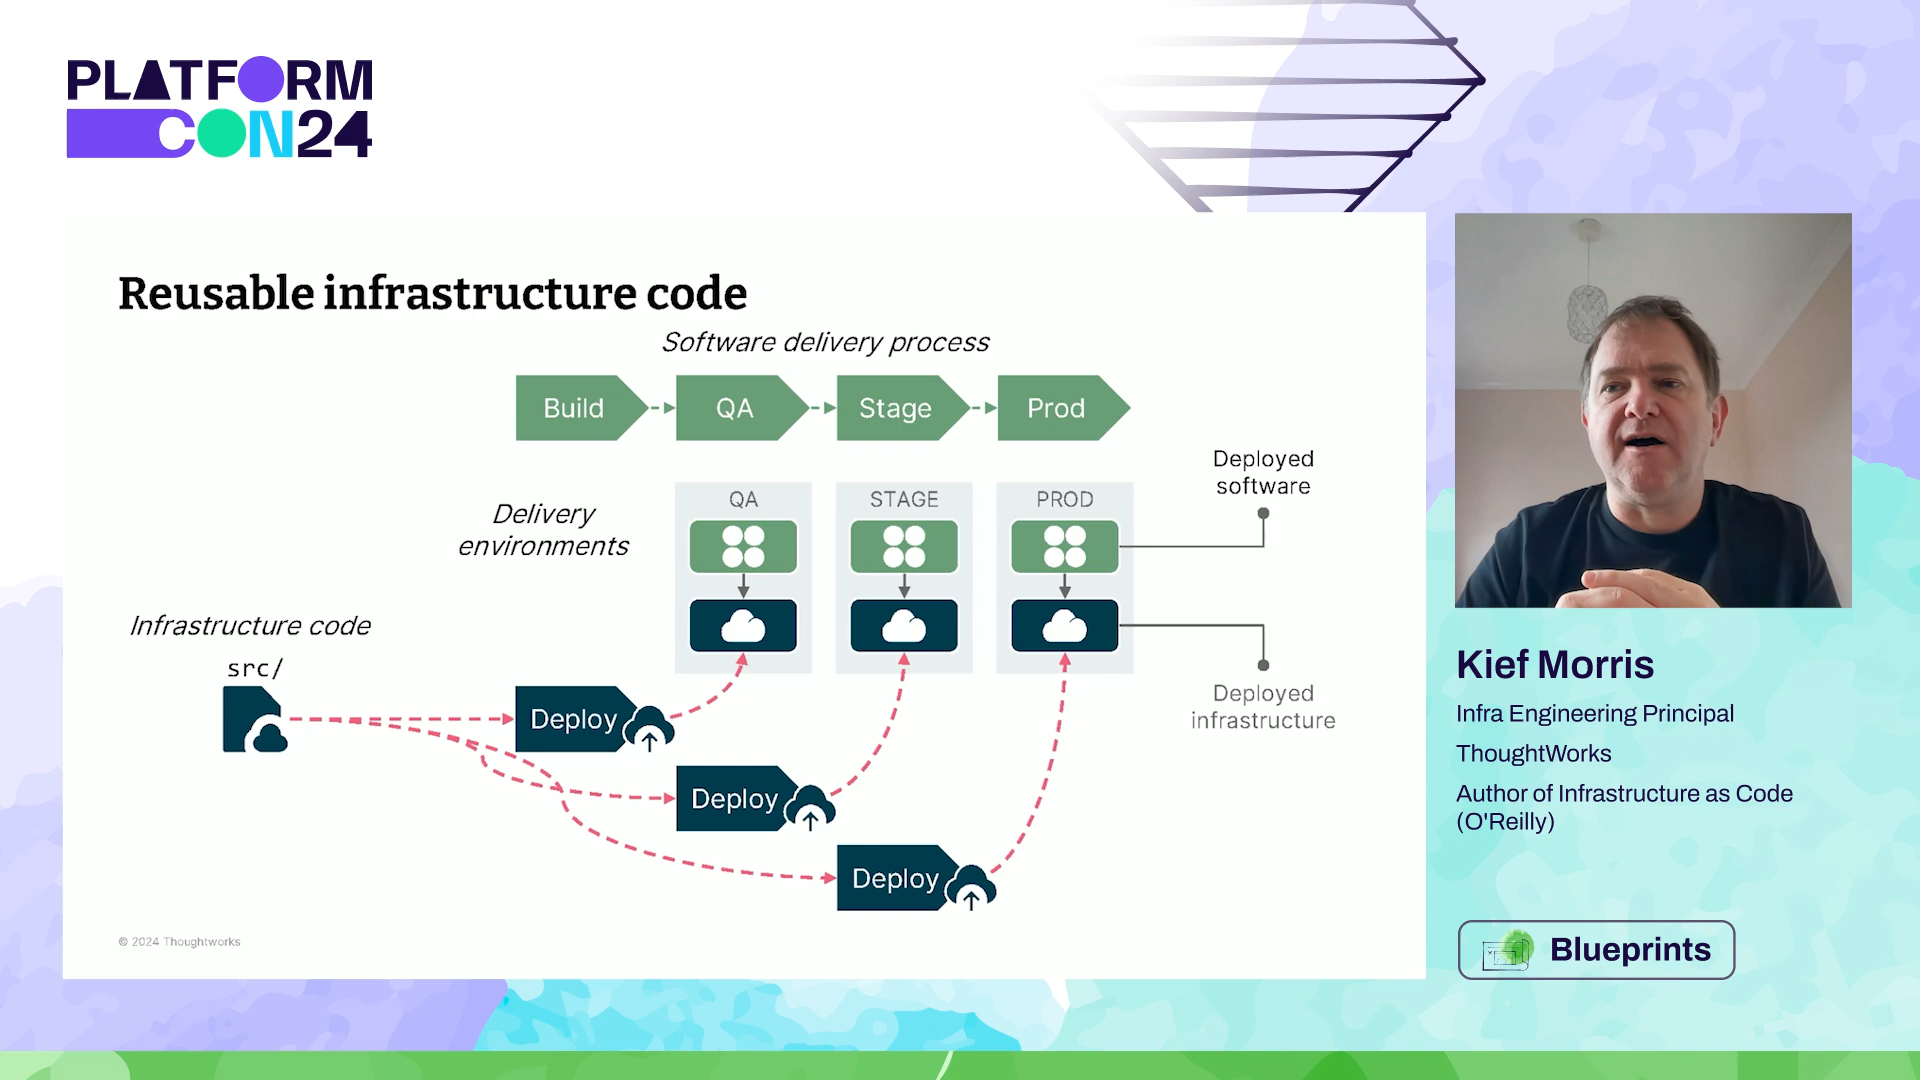 PLATFORM
CON24
Reusable infrastructure code
Software delivery process
Build
QA
Stage
Prod
Deployed
software
Delivery
environments
QA
STAGE
PROD
Infrastructure code
src/
Deploy
Deploy
Deploy
Deployed
infrastructure
© 2024 Thoughtworks
Kief Morris
Infra Engineering Principal
ThoughtWorks
Author of Infrastructure as Code
(O'Reilly)
Blueprints